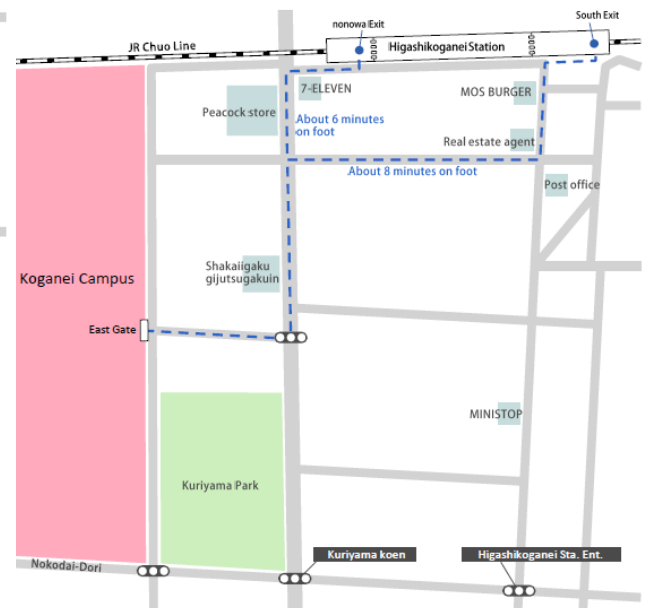 South Exit
nonowa Exit
JR Chuo Line
Higashikoganei Station
7-ELEVEN
MOS BURGER
Peacock store
About 6 minutes
on foot
Real estate agent
About 8 minutes on foot
Post office
Shakaiigaku
gijutsugakuin
Koganei Campus
East Gate
MINISTOP
Kuriyama Park
Kuriyama koen
Higashikoganei Sta. Ent.
Nokodai-Dori